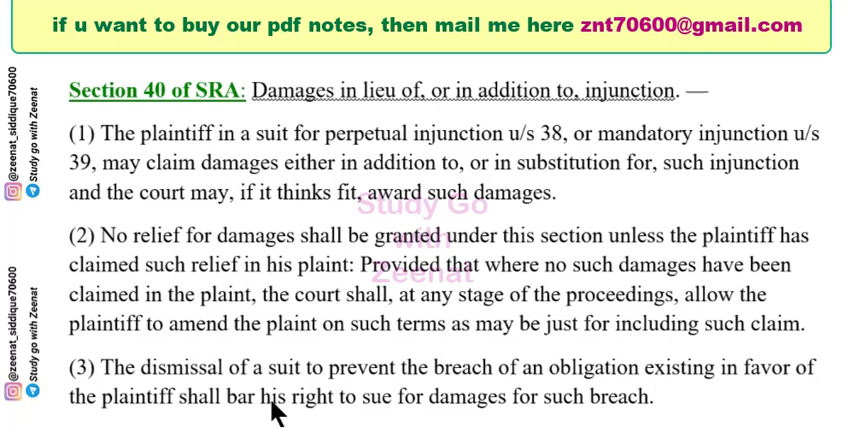 if u want to buy our pdf notes, then mail me here znt70600@gmail.com
@zeenat_siddique70600
Study go with Zeenat
@zeenat_siddique70600
Study go with Zeenat
Section 40 of SRA: Damages in lieu of, or in addition to, injunction. —
(1) The plaintiff in a suit for perpetual injunction u/s 38, or mandatory injunction u/s
39, may claim damages either in addition to, or in substitution for, such injunction
and the court may, if it thinks fit, award such damages.
Study Go
with
Zeenat
(2) No relief for damages shall be granted under this section unless the plaintiff has
claimed such relief in his plaint: Provided that where no such damages have been
claimed in the plaint, the court shall, at any stage of the proceedings, allow the
plaintiff to amend the plaint on such terms as may be just for including such claim.
(3) The dismissal of a suit to prevent the breach of an obligation existing in favor of
the plaintiff shall bar his right to sue for damages for such breach.